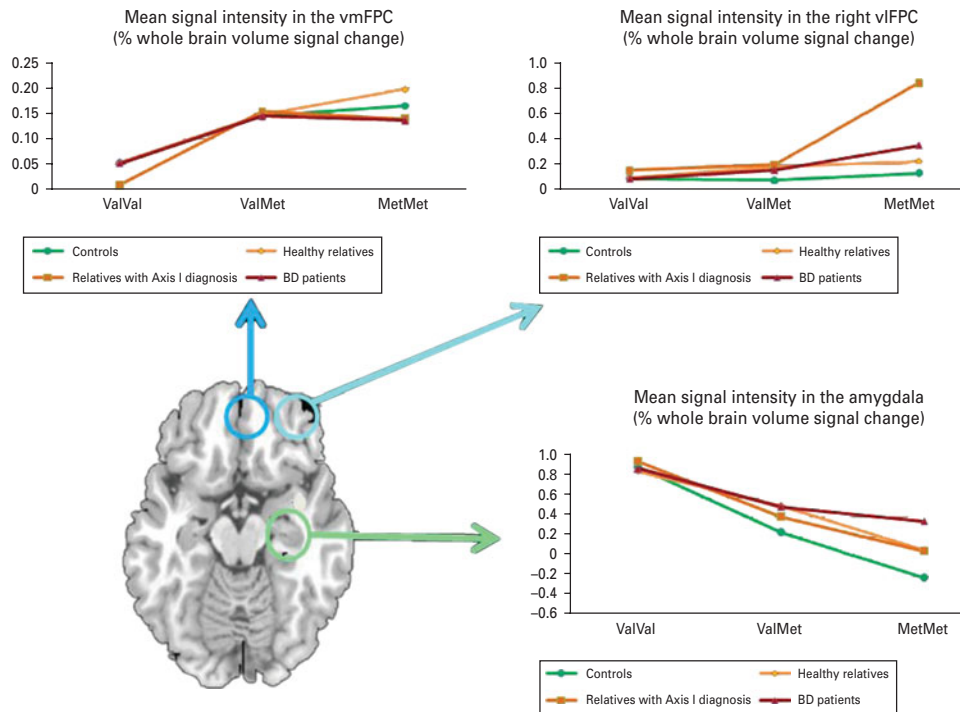 Mean signal intensity in the vmFPC
(% whole brain volume signal change)
0.25
0.20
0.15
0.10
0.05
0
ValVal ValMet MetMet
Controls Healthy relatives
Relatives with Axis I diagnosis BD patients
Mean signal intensity in the right vlFPC
(% whole brain volume signal change)
1.0
0.8
0.6
0.4
0.2
0
ValVal ValMet MetMet
Controls Healthy relatives
Relatives with Axis I diagnosis BD patients
Mean signal intensity in the amygdala
(% whole brain volume signal change)
1.0
0.8
0.6
0.4
0.2
0
−0.2
−0.4
−0.6
ValVal ValMet MetMet
Controls Healthy relatives
Relatives with Axis I diagnosis BD patients